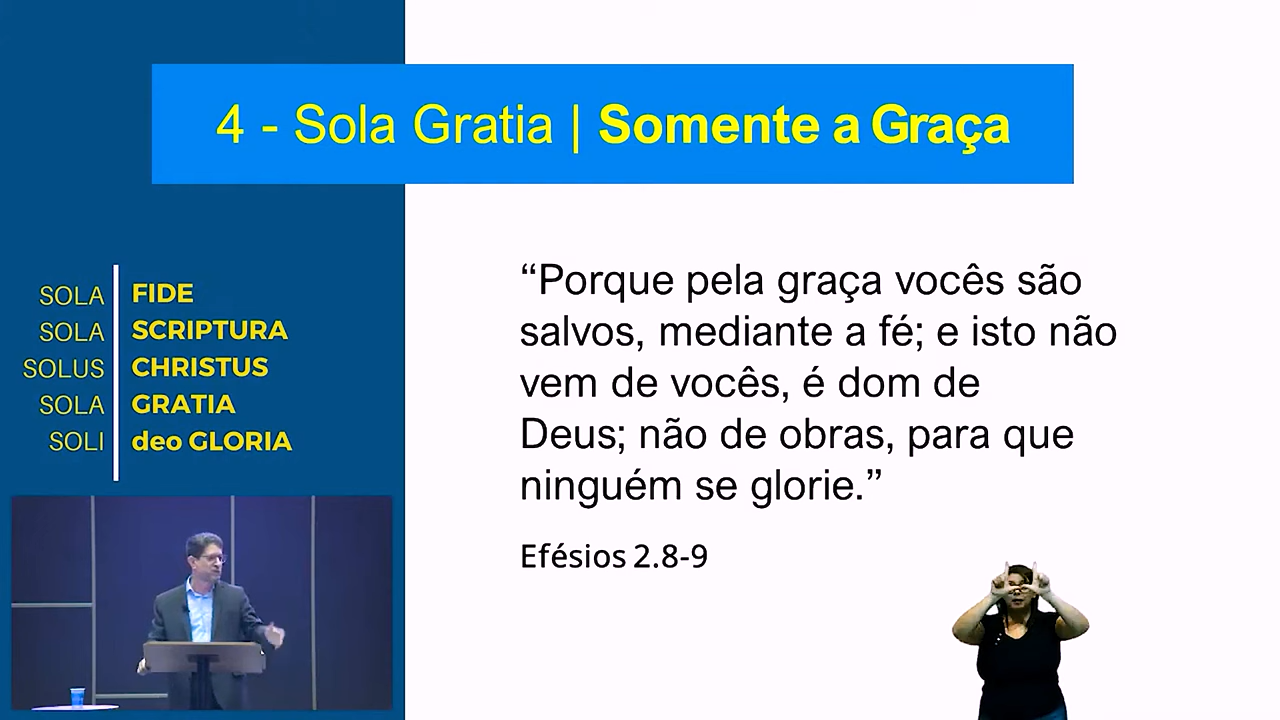 4 - Sola Gratia | Somente a Graça
SOLA FIDE
SOLA SCRIPTURA
SOLUS CHRISTUS
SOLA GRATIA
SOLI deo GLORIA
“Porque pela graça vocês são
salvos, mediante a fé; e isto não
vem de vocês, é dom de
Deus; não de obras, para que
ninguém se glorie.”
Efésios 2.8-9